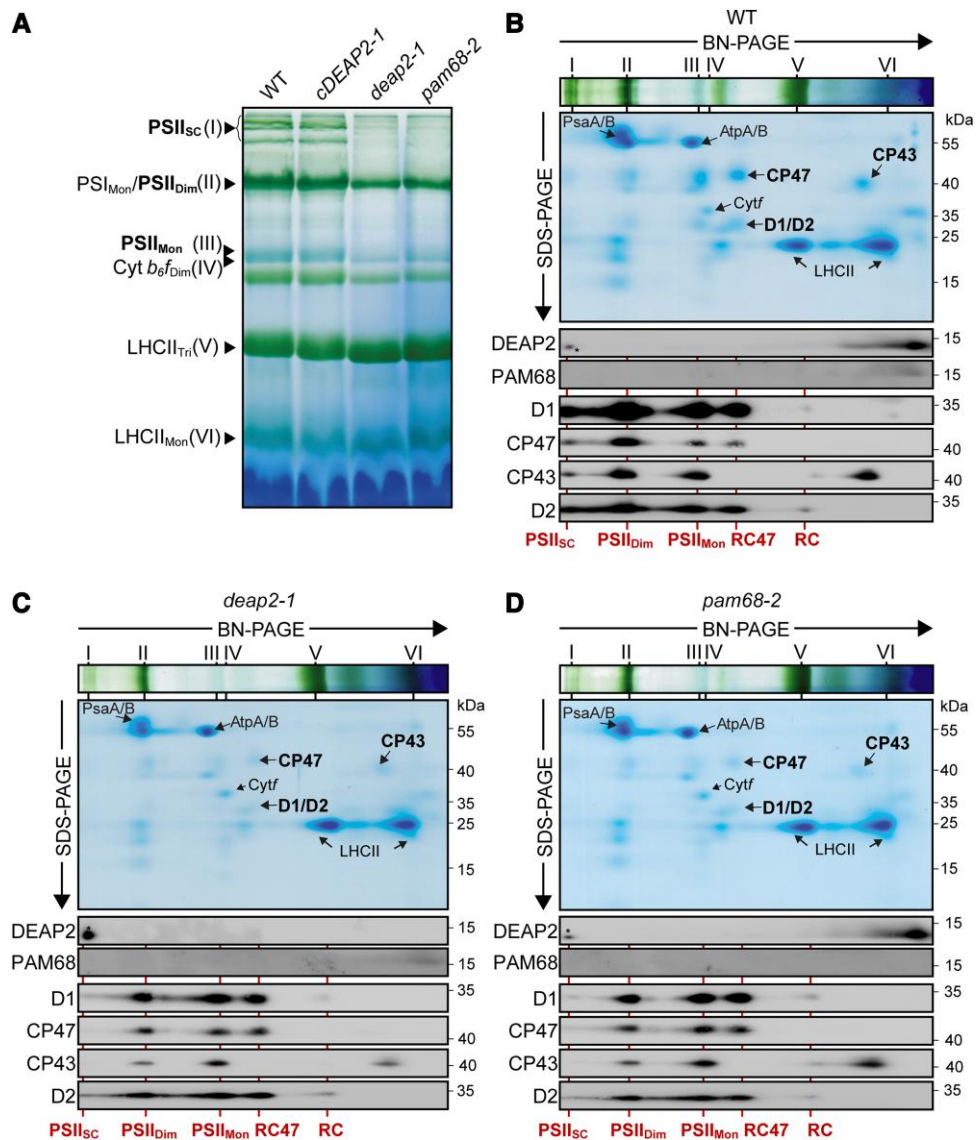 A
WT
cDEAP2-1
deap2-1
pam68-2
PSIISC(I)
PSIMon/PSIIDim(II)
PSIIMon (III)
Cyt b6fDim(IV)
LHCIITri(V)
LHCIIMon(VI)
B
WT
BN-PAGE
I II III IV V VI
SDS-PAGE
kDa
PsaA/B
AtpA/B
CP47
CP43
Cytf
D1/D2
LHCII
55
40
35
25
15
DEAP2 * 15
PAM68 15
D1 35
CP47 40
CP43 40
D2 35
PSIISC PSIIDim PSIIMon RC47 RC
C
deap2-1
BN-PAGE
I II III IV V VI
SDS-PAGE
kDa
PsaA/B
AtpA/B
CP47
CP43
Cytf
D1/D2
LHCII
55
40
35
25
15
DEAP2 * 15
PAM68 15
D1 35
CP47 40
CP43 40
D2 35
PSIISC PSIIDim PSIIMon RC47 RC
D
pam68-2
BN-PAGE
I II III IV V VI
SDS-PAGE
kDa
PsaA/B
AtpA/B
CP47
CP43
Cytf
D1/D2
LHCII
55
40
35
25
15
DEAP2 * 15
PAM68 15
D1 35
CP47 40
CP43 40
D2 35
PSIISC PSIIDim PSIIMon RC47 RC